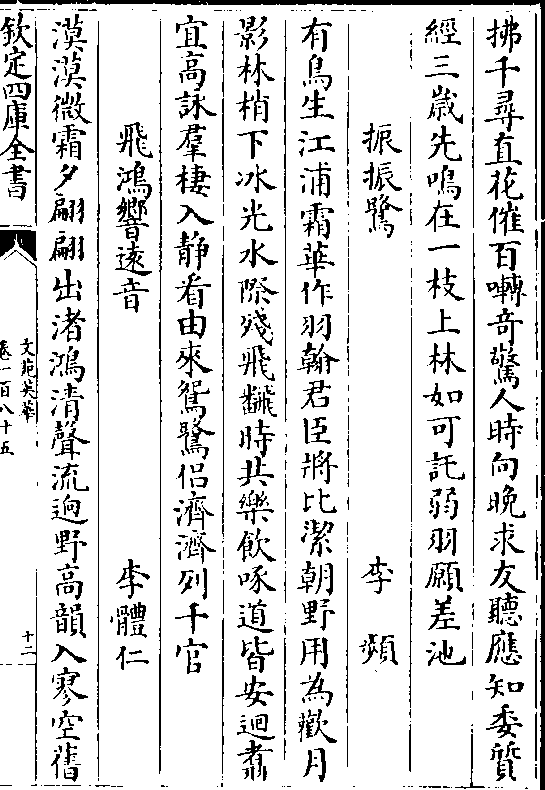 拂千尋直花催百囀竒驚人時向晚求友聽應知委質
經三歲先鳴在一枝上林如可託弱羽願差池
振振鷺 李頻
有鳥生江浦霜華作羽翰君臣將比潔朝野用為歡月
影林梢下冰光水際殘飛翻時共樂飲啄道皆安迴翥
宜高詠羣棲入静看由來鴛鷺侣濟濟列千官
飛鴻響遠音 李體仁
漠漠微霜夕翩翩出渚鴻清聲流逈野高韻入寥空舊
欽定四庫全書
文苑英華
卷一百八十五
十二